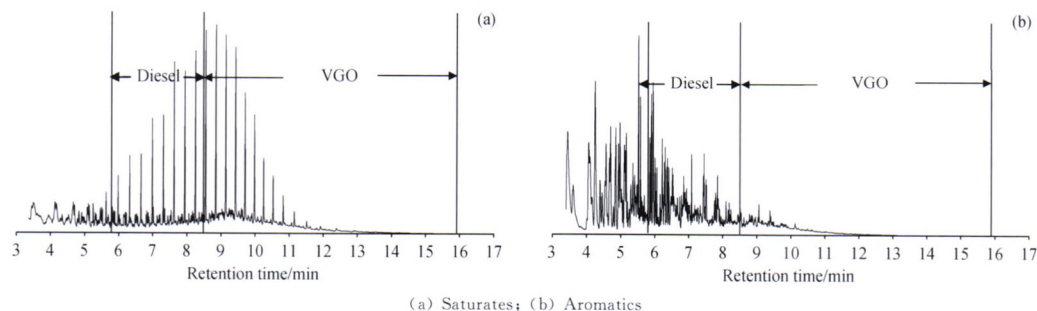 (a)
Diesel
VGO
3 4 5 6 7 8 9 10 11 12 13 14 15 16 17
Retention time/min
(b)
Diesel
VGO
3 4 5 6 7 8 9 10 11 12 13 14 15 16 17
Retention time/min
(a) Saturates; (b) Aromatics